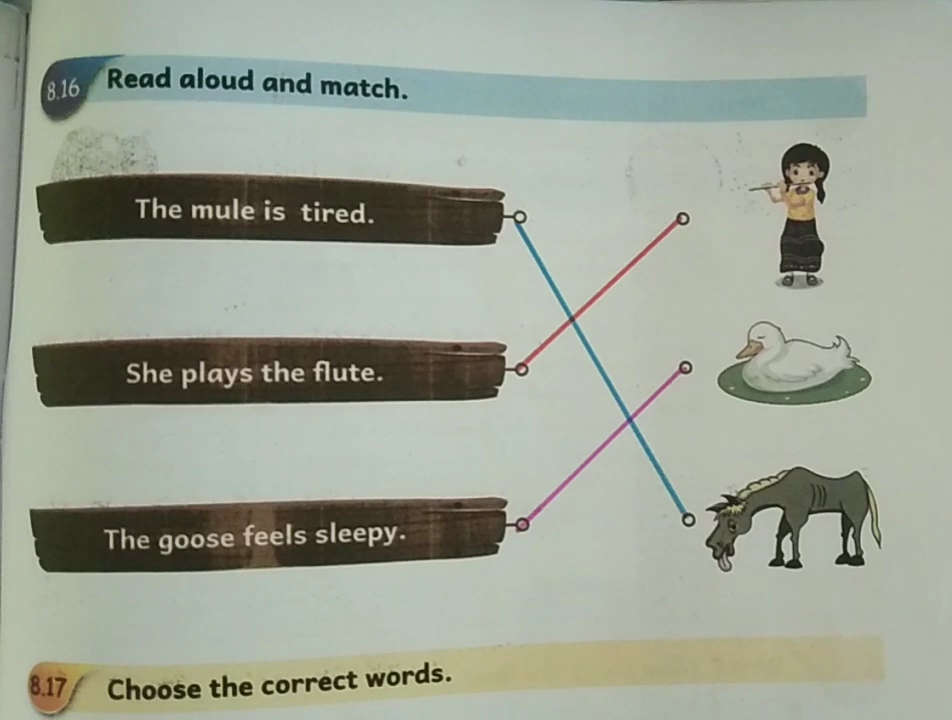 8.16 Read aloud and match.
The mule is tired.
She plays the flute.
The goose feels sleepy.
8.17 Choose the correct words.